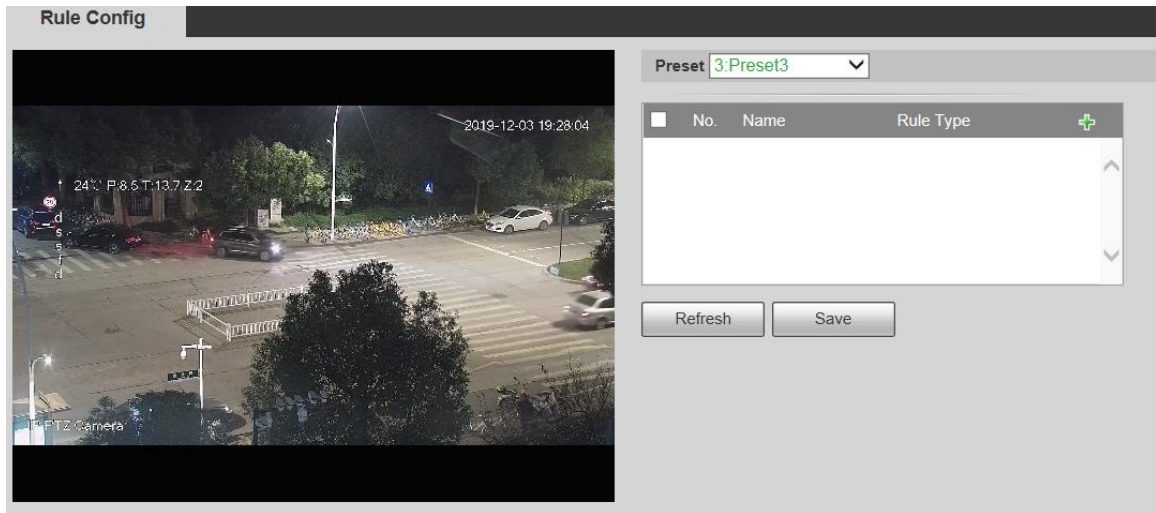 Rule Config
Preset 3:Preset3
No. Name Rule Type
2019-12-03 19:28:04
P:8.5 T:13.7 Z:2
d
s
s
f
d
IP PTZ Camera
Refresh Save